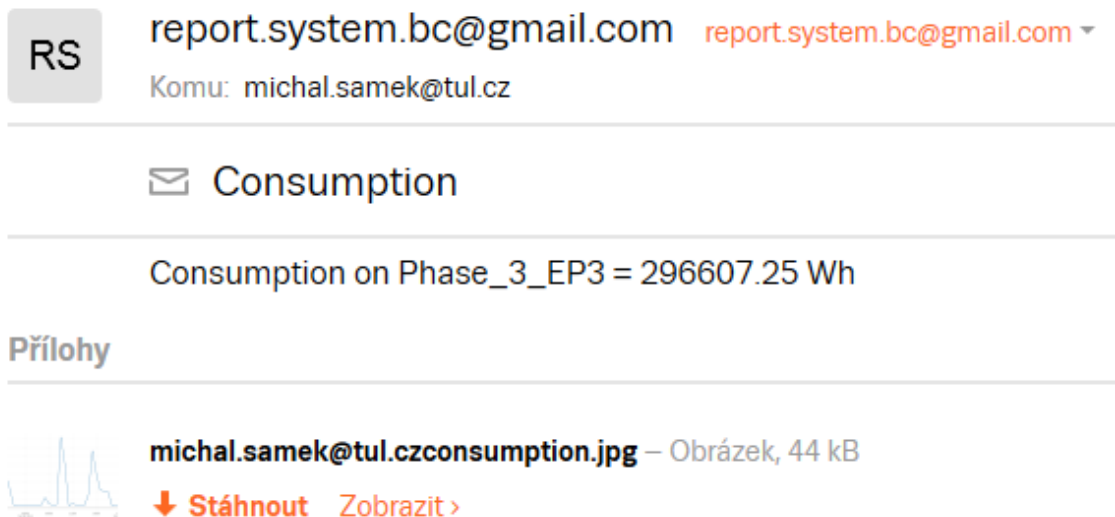 RS
report.system.bc@gmail.com report.system.bc@gmail.com
Komu: michal.samek@tul.cz
Consumption
Consumption on Phase_3_EP3 = 296607.25 Wh
Přílohy
michal.samek@tul.czconsumption.jpg – Obrázek, 44 kB
Stáhnout Zobrazit ›